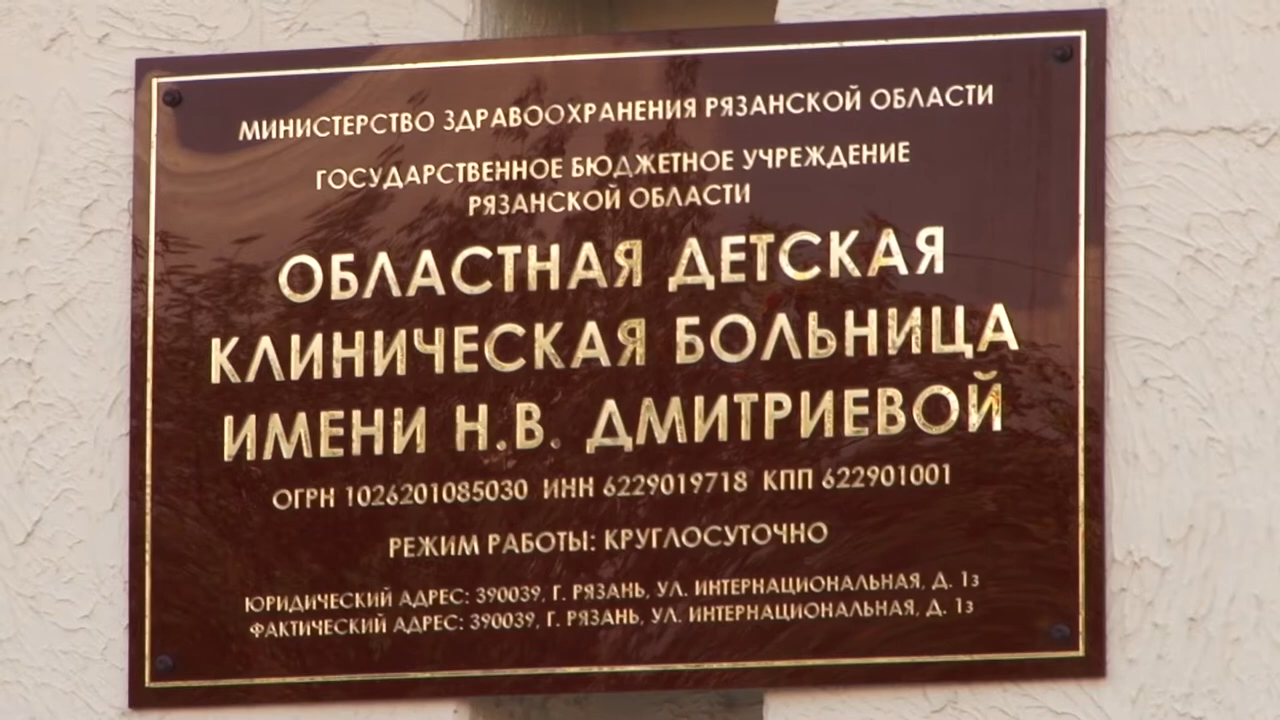 МИНИСТЕРСТВО ЗДРАВООХРАНЕНИЯ РЯЗАНСКОЙ ОБЛАСТИ
ГОСУДАРСТВЕННОЕ БЮДЖЕТНОЕ УЧРЕЖДЕНИЕ
РЯЗАНСКОЙ ОБЛАСТИ
ОБЛАСТНАЯ ДЕТСКАЯ
КЛИНИЧЕСКАЯ БОЛЬНИЦА
ИМЕНИ Н.В. ДМИТРИЕВОЙ
ОГРН 1026201085030 ИНН 6229019718 КПП 622901001
РЕЖИМ РАБОТЫ: КРУГЛОСУТОЧНО
ЮРИДИЧЕСКИЙ АДРЕС: 390039, Г. РЯЗАНЬ, УЛ. ИНТЕРНАЦИОНАЛЬНАЯ, Д. 1з
ФАКТИЧЕСКИЙ АДРЕС: 390039, Г. РЯЗАНЬ, УЛ. ИНТЕРНАЦИОНАЛЬНАЯ, Д. 1з